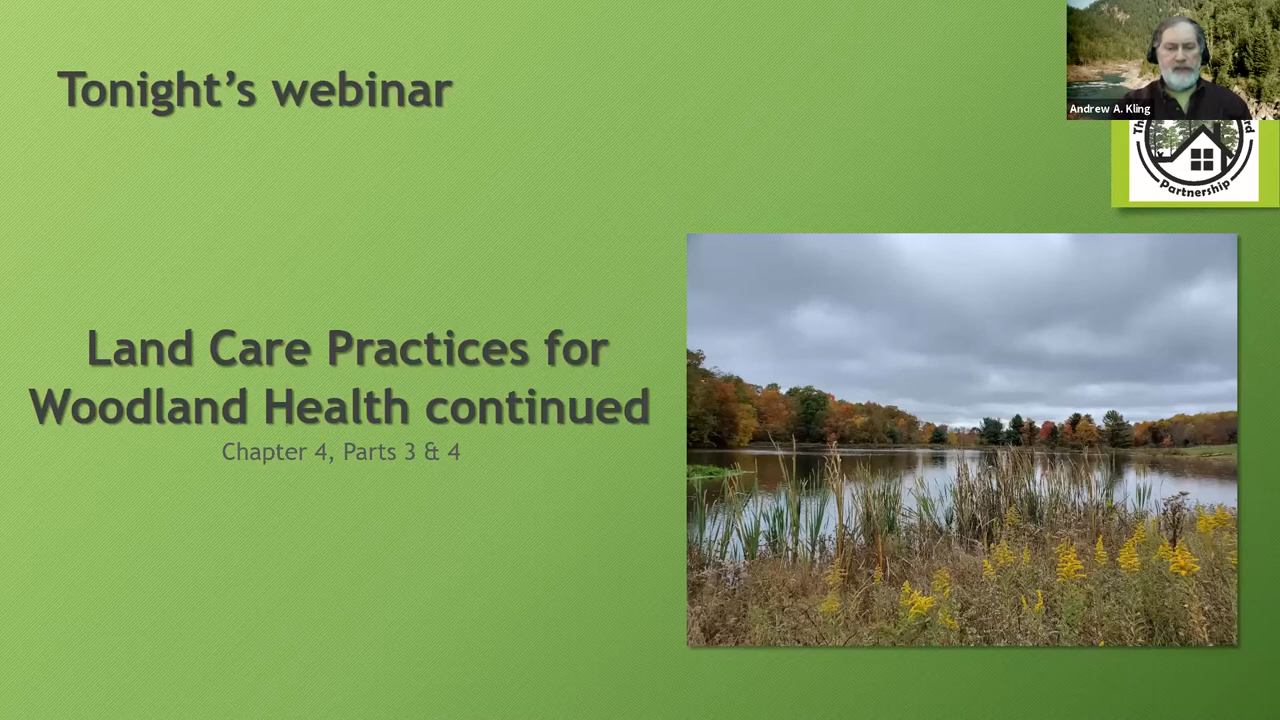 Tonight's webinar
Andrew A. Kling
Partnership
Land Care Practices for
Woodland Health continued
Chapter 4, Parts 3 & 4